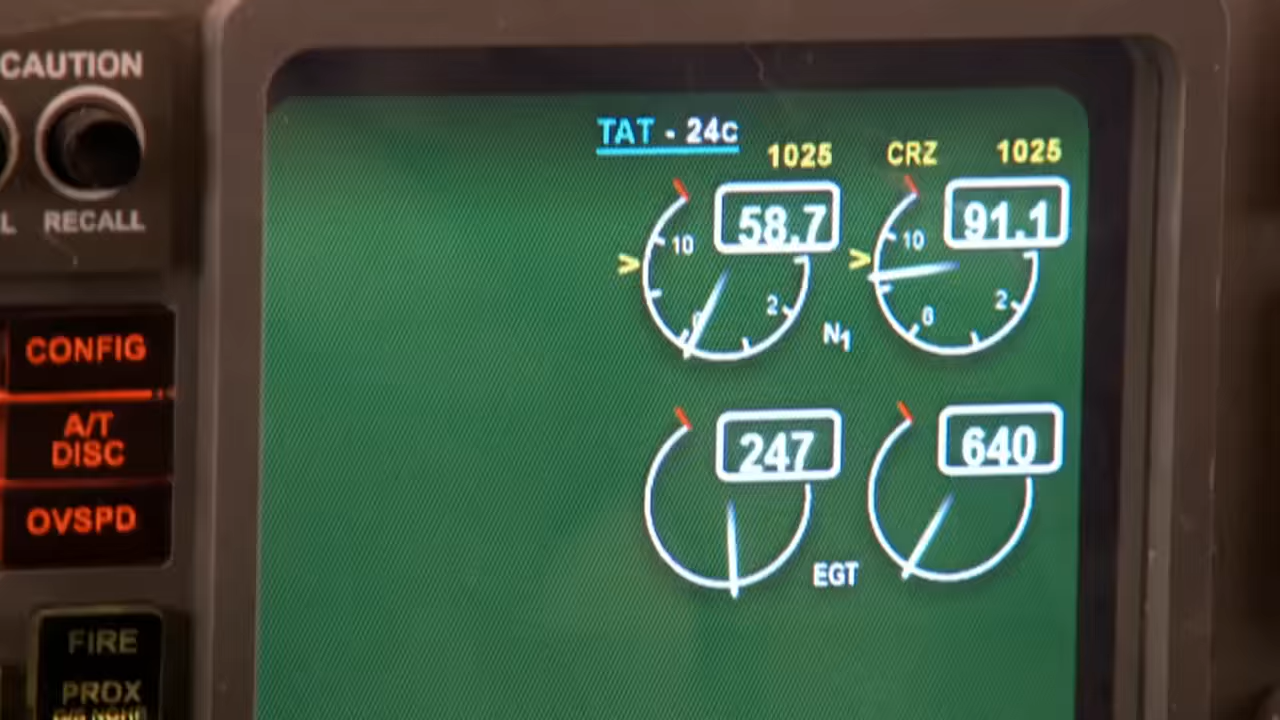 CAUTION
L RECALL
CONFIG
A/T
DISC
OVSPD
FIRE
PROX
TAT - 24c
1025 CRZ 1025
58.7 91.1
10 10
> >
2 2
6
N1
247 640
EGT